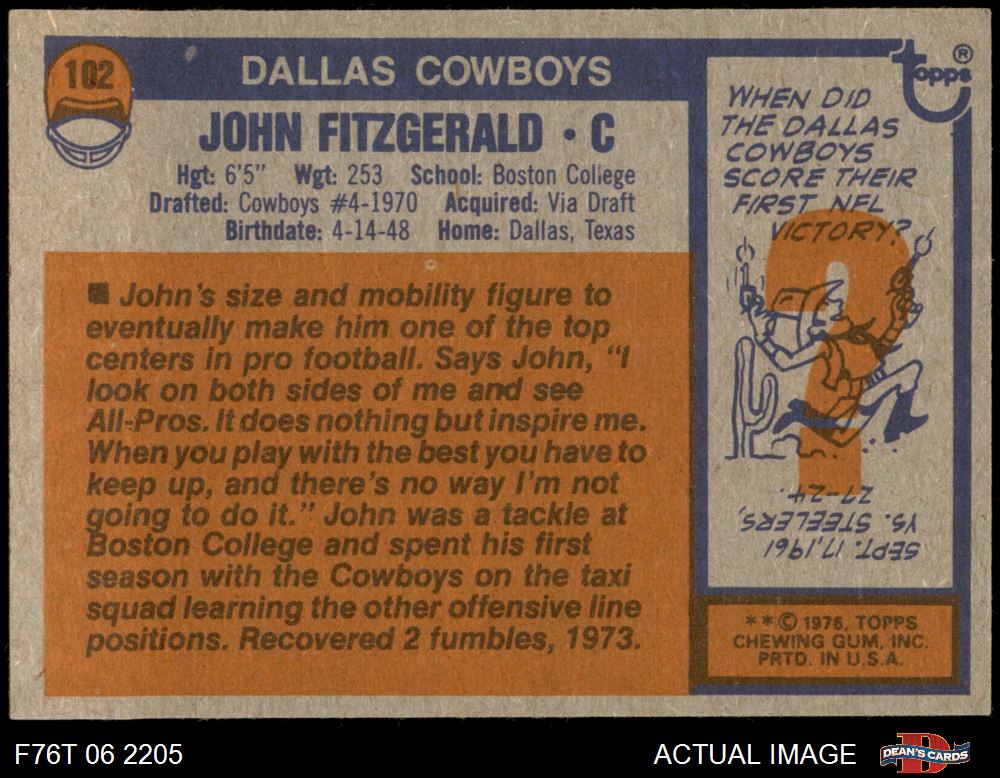 102
DALLAS COWBOYS
JOHN FITZGERALD • C
Hgt: 6'5" Wgt: 253 School: Boston College
Drafted: Cowboys #4-1970 Acquired: Via Draft
Birthdate: 4-14-48 Home: Dallas, Texas
■ John's size and mobility figure to
eventually make him one of the top
centers in pro football. Says John, "I
look on both sides of me and see
All-Pros. It does nothing but inspire me.
When you play with the best you have to
keep up, and there's no way I'm not
going to do it." John was a tackle at
Boston College and spent his first
season with the Cowboys on the taxi
squad learning the other offensive line
positions. Recovered 2 fumbles, 1973.
Topps ®
WHEN DID
THE DALLAS
COWBOYS
SCORE THEIR
FIRST NFL
VICTORY?
?
SEPT. 17, 1961
VS. STEELERS,
27-24.
* * © 1976, TOPPS
CHEWING GUM, INC.
PRTD. IN U.S.A.
F76T 06 2205
ACTUAL IMAGE
DEAN'S CARDS